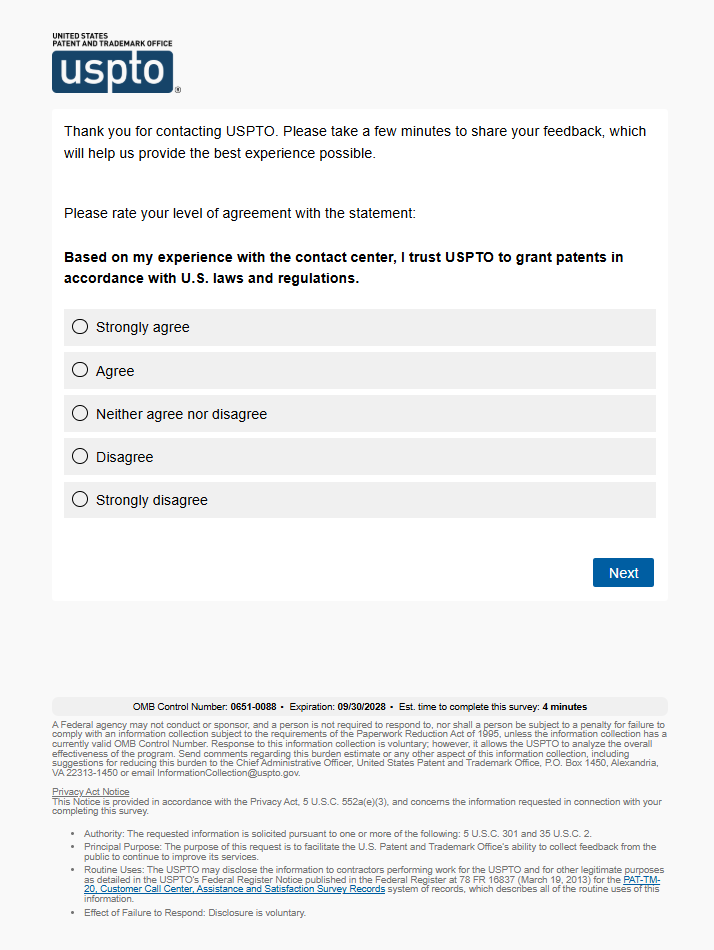 UNITED STATES
PATENT AND TRADEMARK OFFICE
uspto
®
Thank you for contacting USPTO. Please take a few minutes to share your feedback, which
will help us provide the best experience possible.
Please rate your level of agreement with the statement:
Based on my experience with the contact center, I trust USPTO to grant patents in
accordance with U.S. laws and regulations.
Strongly agree
Agree
Neither agree nor disagree
Disagree
Strongly disagree
Next
OMB Control Number: 0651-0088 • Expiration: 09/30/2028 • Est. time to complete this survey: 4 minutes
A Federal agency may not conduct or sponsor, and a person is not required to respond to, nor shall a person be subject to a penalty for failure to
comply with an information collection subject to the requirements of the Paperwork Reduction Act of 1995, unless the information collection has a
currently valid OMB Control Number. Response to this information collection is voluntary; however, it allows the USPTO to analyze the overall
effectiveness of the program. Send comments regarding this burden estimate or any other aspect of this information collection, including
suggestions for reducing this burden to the Chief Administrative Officer, United States Patent and Trademark Office, P.O. Box 1450, Alexandria,
VA 22313-1450 or email InformationCollection@uspto.gov.
Privacy Act Notice
This Notice is provided in accordance with the Privacy Act, 5 U.S.C. 552a(e)(3), and concerns the information requested in connection with your
completing this survey.
• Authority: The requested information is solicited pursuant to one or more of the following: 5 U.S.C. 301 and 35 U.S.C. 2.
• Principal Purpose: The purpose of this request is to facilitate the U.S. Patent and Trademark Office's ability to collect feedback from the
public to continue to improve its services.
• Routine Uses: The USPTO may disclose the information to contractors performing work for the USPTO and for other legitimate purposes
as detailed in the USPTO's Federal Register Notice published in the Federal Register at 78 FR 16837 (March 19, 2013) for the PAT-TM-
20, Customer Call Center, Assistance and Satisfaction Survey Records system of records, which describes all of the routine uses of this
information.
• Effect of Failure to Respond: Disclosure is voluntary.